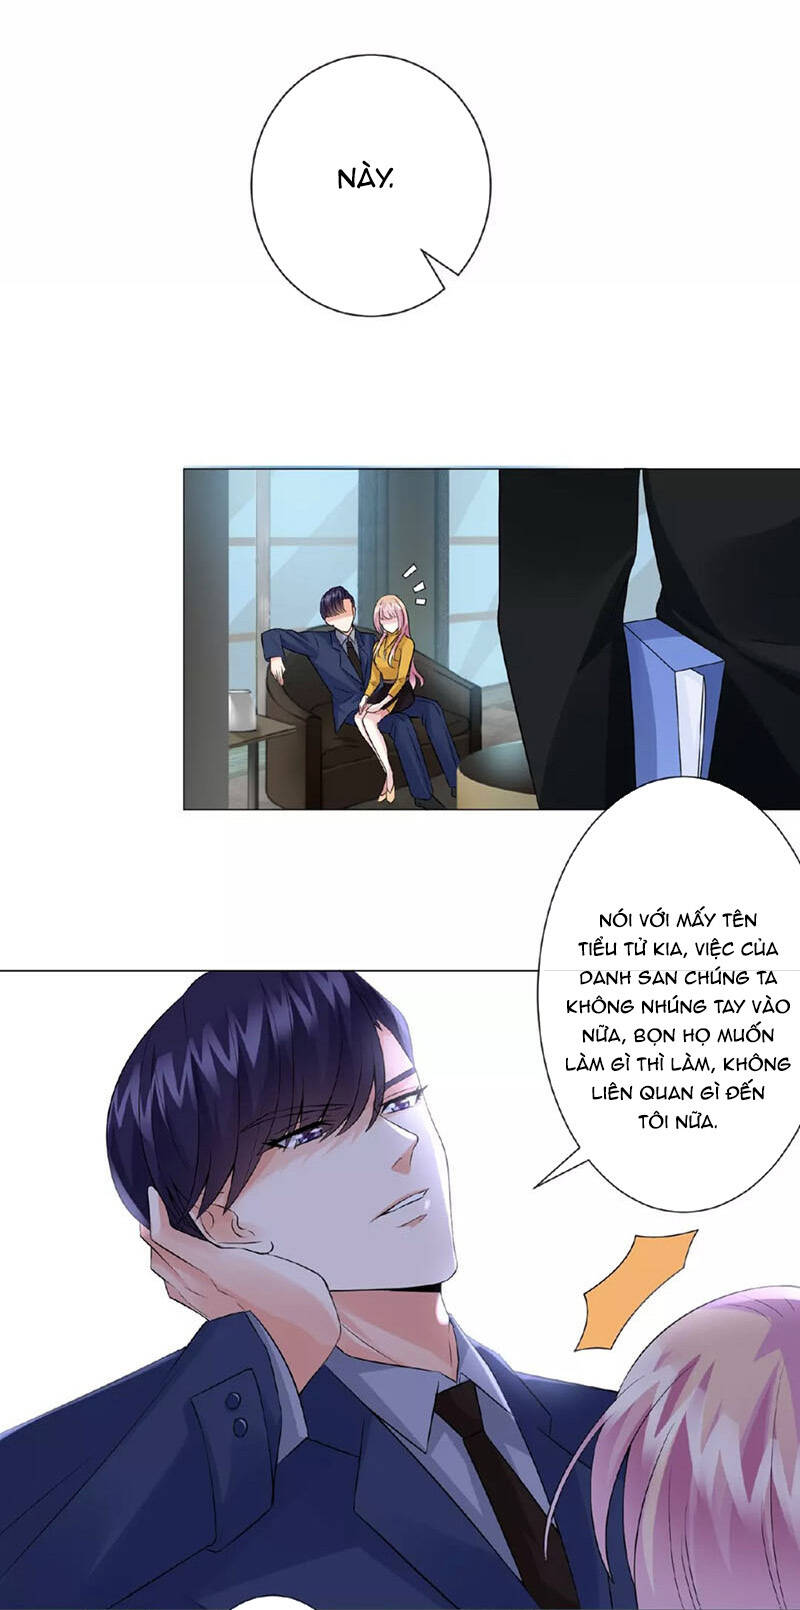 NÀY.
NÓI VỚI MẤY TÊN
TIỂU TỬ KIA, VIỆC CỦA
DANH SAN CHÚNG TA
KHÔNG NHÚNG TAY VÀO
NỮA, BỌN HỌ MUỐN
LÀM GÌ THÌ LÀM, KHÔNG
LIÊN QUAN GÌ ĐẾN
TÔI NỮA.